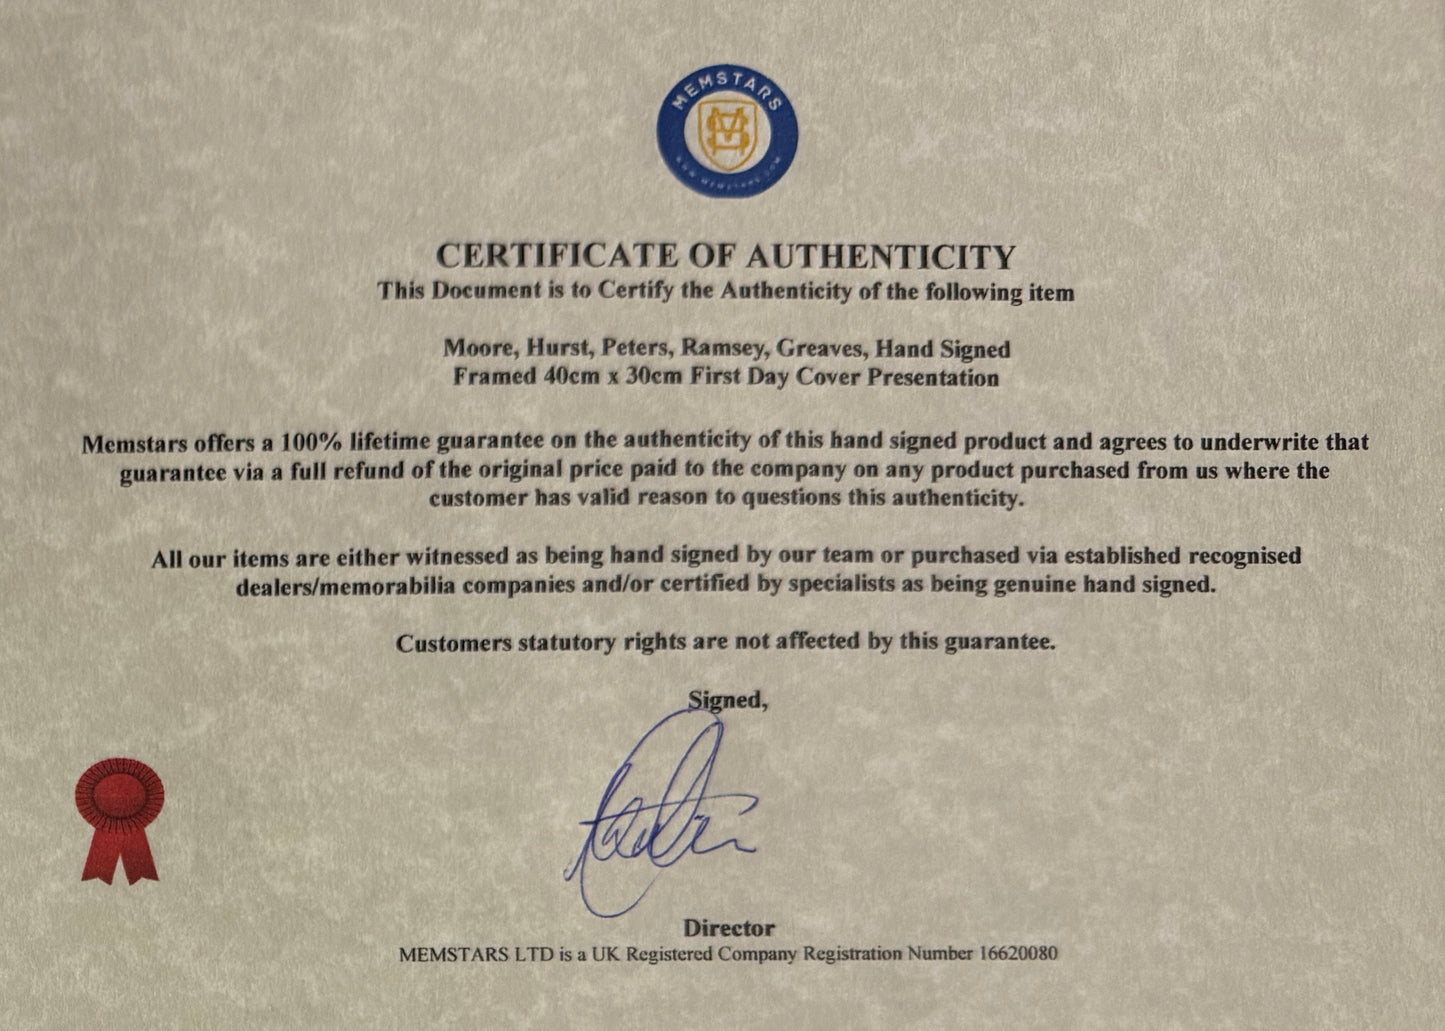 MEMSTARS
WWW.MEMSTARS.COM
CERTIFICATE OF AUTHENTICITY
This Document is to Certify the Authenticity of the following item
Moore, Hurst, Peters, Ramsey, Greaves, Hand Signed
Framed 40cm x 30cm First Day Cover Presentation
Memstars offers a 100% lifetime guarantee on the authenticity of this hand signed product and agrees to underwrite that
guarantee via a full refund of the original price paid to the company on any product purchased from us where the
customer has valid reason to questions this authenticity.
All our items are either witnessed as being hand signed by our team or purchased via established recognised
dealers/memorabilia companies and/or certified by specialists as being genuine hand signed.
Customers statutory rights are not affected by this guarantee.
Signed,
Director
MEMSTARS LTD is a UK Registered Company Registration Number 16620080